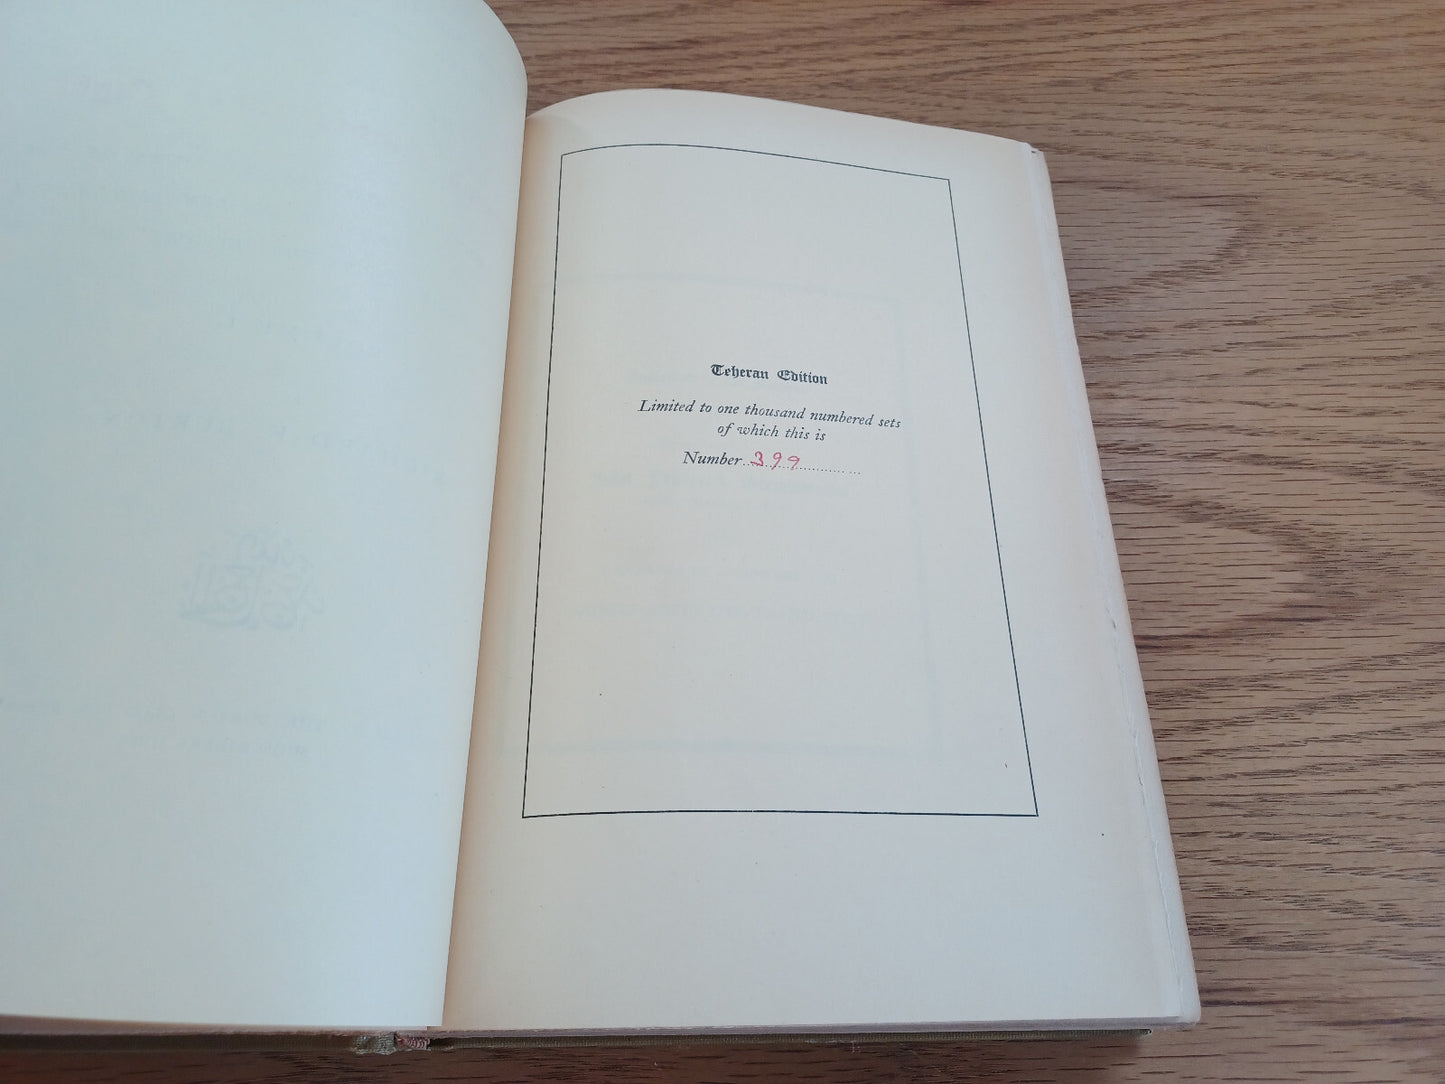 Teheran Edition
Limited to one thousand numbered sets
of which this is
Number 399